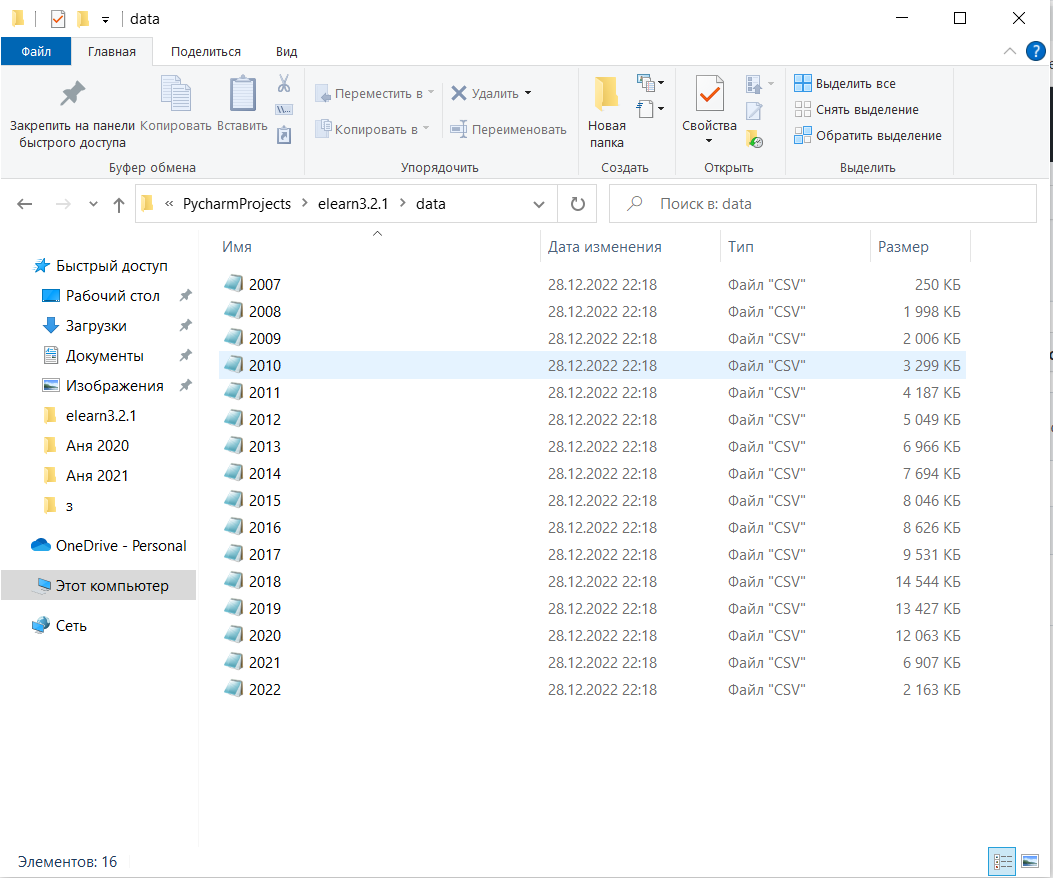 data
Файл Главная Поделиться Вид
Закрепить на панели быстрого доступа
Копировать
Вставить
Буфер обмена
Переместить в
Копировать в
Удалить
Переименовать
Упорядочить
Новая папка
Создать
Свойства
Открыть
Выделить все
Снять выделение
Обратить выделение
Выделить
« PycharmProjects > elearn3.2.1 > data
Поиск в: data
Быстрый доступ
Рабочий стол
Загрузки
Документы
Изображения
elearn3.2.1
Аня 2020
Аня 2021
з
OneDrive - Personal
Этот компьютер
Сеть
Имя Дата изменения Тип Размер
2007 28.12.2022 22:18 Файл "CSV" 250 КБ
2008 28.12.2022 22:18 Файл "CSV" 1 998 КБ
2009 28.12.2022 22:18 Файл "CSV" 2 006 КБ
2010 28.12.2022 22:18 Файл "CSV" 3 299 КБ
2011 28.12.2022 22:18 Файл "CSV" 4 187 КБ
2012 28.12.2022 22:18 Файл "CSV" 5 049 КБ
2013 28.12.2022 22:18 Файл "CSV" 6 966 КБ
2014 28.12.2022 22:18 Файл "CSV" 7 694 КБ
2015 28.12.2022 22:18 Файл "CSV" 8 046 КБ
2016 28.12.2022 22:18 Файл "CSV" 8 626 КБ
2017 28.12.2022 22:18 Файл "CSV" 9 531 КБ
2018 28.12.2022 22:18 Файл "CSV" 14 544 КБ
2019 28.12.2022 22:18 Файл "CSV" 13 427 КБ
2020 28.12.2022 22:18 Файл "CSV" 12 063 КБ
2021 28.12.2022 22:18 Файл "CSV" 6 907 КБ
2022 28.12.2022 22:18 Файл "CSV" 2 163 КБ
Элементов: 16